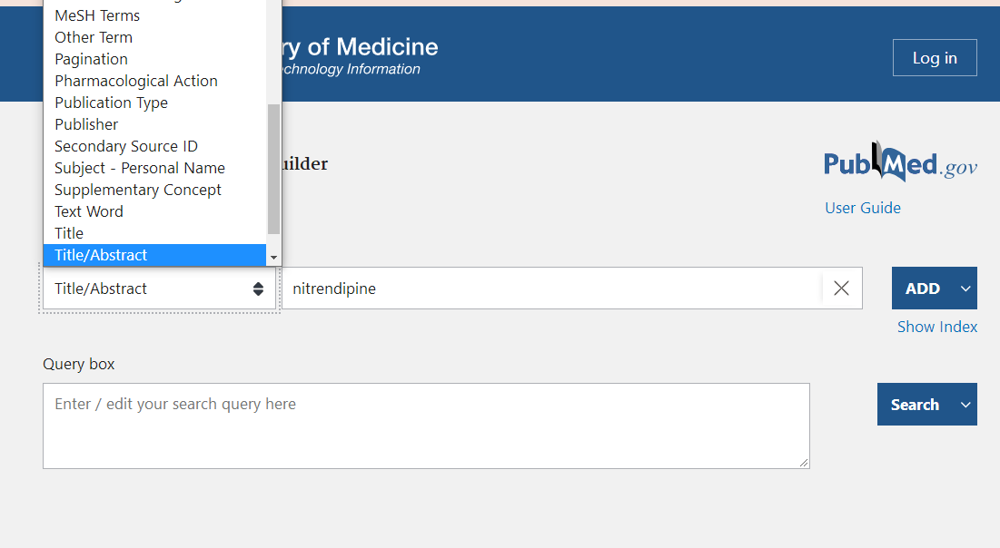 MeSH Terms
Other Term
Pagination
Pharmacological Action
Publication Type
Publisher
Secondary Source ID
Subject - Personal Name
Supplementary Concept
Text Word
Title
Title/Abstract
ry of Medicine
echnology Information
Log in
uilder
PubMed.gov
User Guide
Title/Abstract
nitrendipine
ADD
Show Index
Query box
Enter / edit your search query here
Search